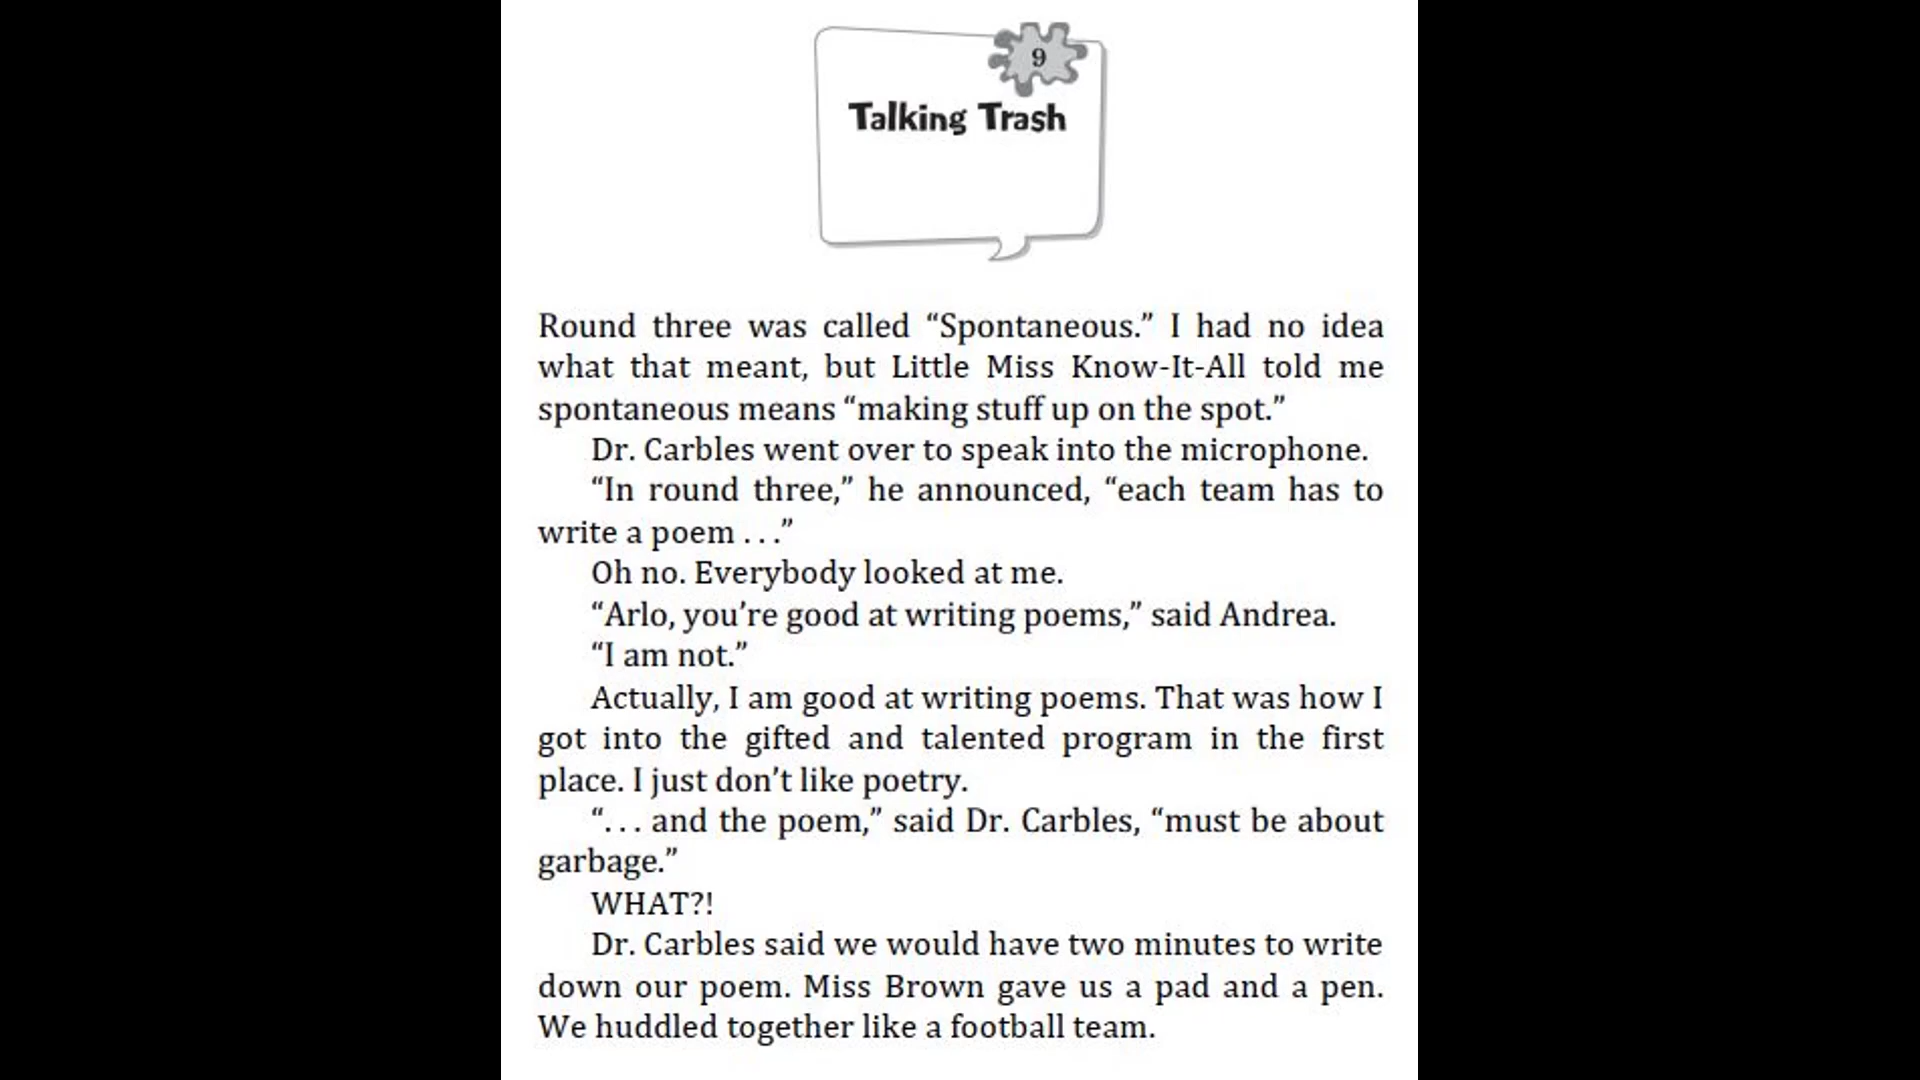 9
Talking Trash
Round three was called “Spontaneous.” I had no idea
what that meant, but Little Miss Know-It-All told me
spontaneous means “making stuff up on the spot.”
Dr. Carbles went over to speak into the microphone.
“In round three,” he announced, “each team has to
write a poem . . .”
Oh no. Everybody looked at me.
“Arlo, you’re good at writing poems,” said Andrea.
“I am not.”
Actually, I am good at writing poems. That was how I
got into the gifted and talented program in the first
place. I just don’t like poetry.
“. . . and the poem,” said Dr. Carbles, “must be about
garbage.”
WHAT?!
Dr. Carbles said we would have two minutes to write
down our poem. Miss Brown gave us a pad and a pen.
We huddled together like a football team.